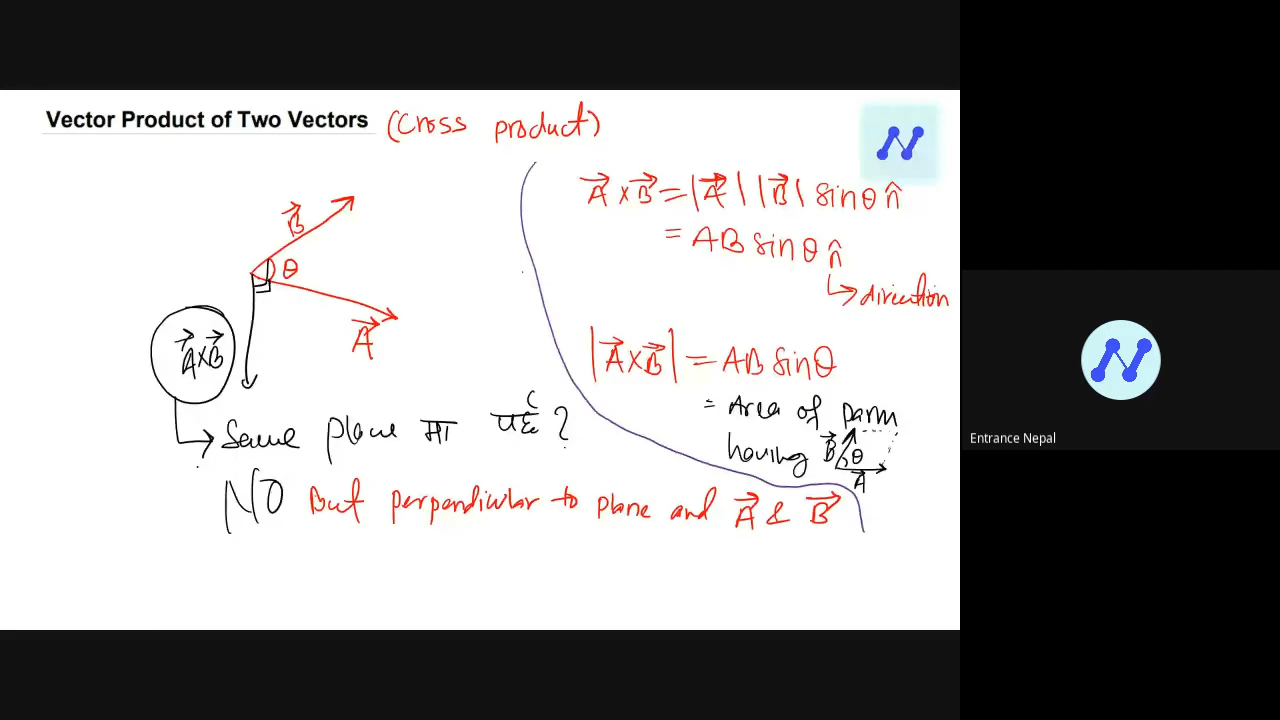 Vector Product of Two Vectors (Cross product)
B⃗
θ
A⃗
A⃗×B⃗
Same plane मा पर्छ ?
NO But perpendicular to plane and A⃗ & B⃗
A⃗×B⃗ = |A⃗| |B⃗| sinθ n̂
= AB sinθ n̂
↳ direction
|A⃗×B⃗| = AB sinθ
= Area of parm
having B⃗ θ
A⃗
Entrance Nepal